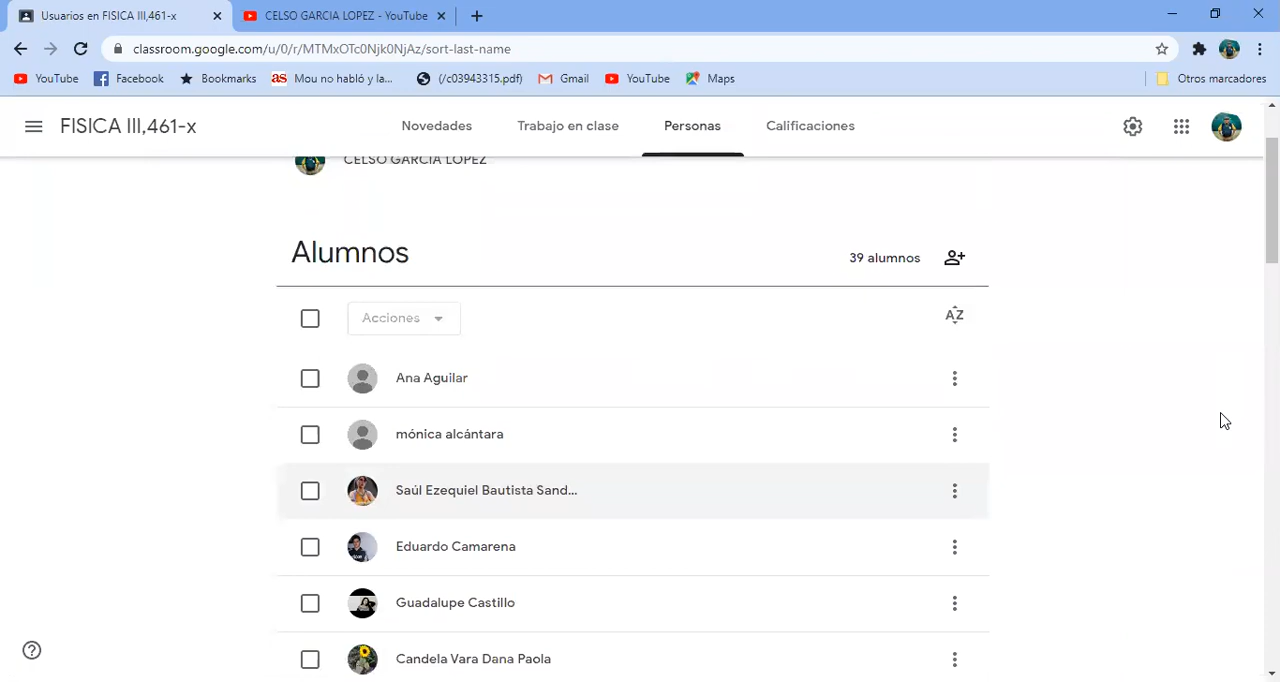 Usuarios en FISICA III,461-x
CELSO GARCIA LOPEZ - YouTube
classroom.google.com/u/0/r/MTMxOTc0Njk0NjAz/sort-last-name
YouTube
Facebook
Bookmarks
as Mou no habló y la...
(/c03943315.pdf)
Gmail
YouTube
Maps
Otros marcadores
FISICA III,461-x
Novedades
Trabajo en clase
Personas
Calificaciones
CELSO GARCIA LOPEZ
Alumnos
39 alumnos
Acciones
AZ
Ana Aguilar
mónica alcántara
Saúl Ezequiel Bautista Sand...
Eduardo Camarena
Guadalupe Castillo
Candela Vara Dana Paola